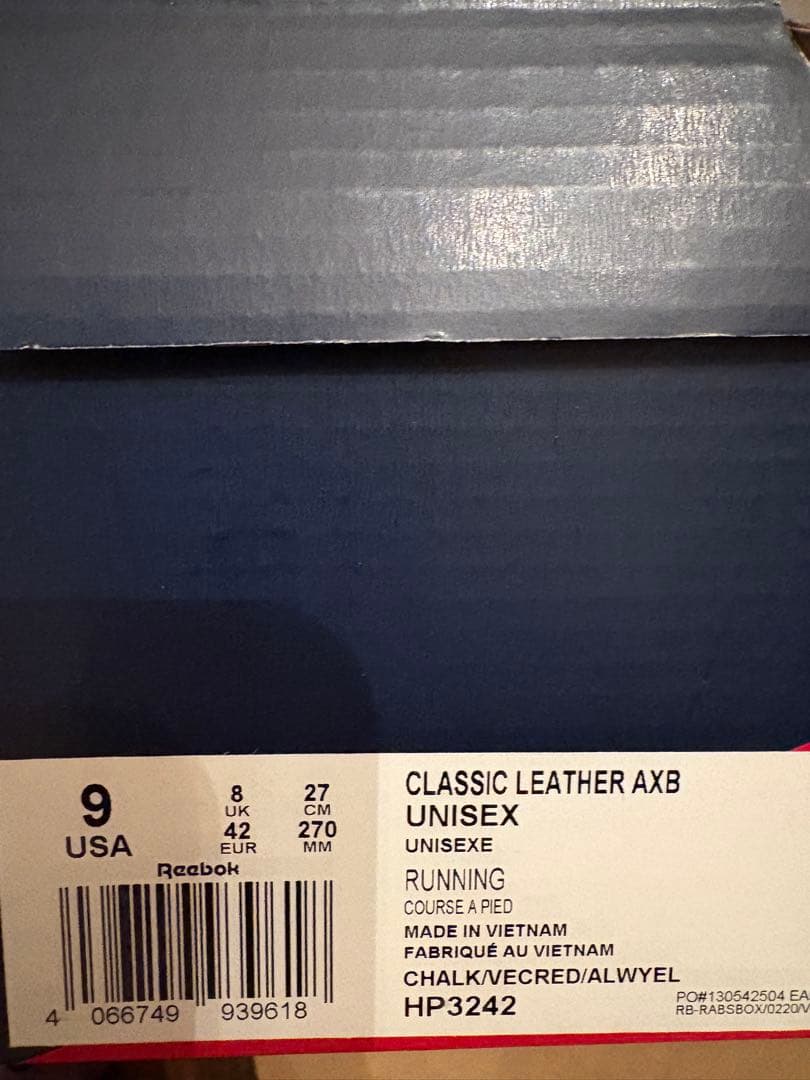 9
USA
8
UK
42
EUR
27
CM
270
MM
Reebok
4 066749 939618
CLASSIC LEATHER AXB
UNISEX
UNISEXE
RUNNING
COURSE A PIED
MADE IN VIETNAM
FABRIQUÉ AU VIETNAM
CHALK/VECRED/ALWYEL
HP3242
PO#130542504 EA
RB-RABSBOX/0220/V